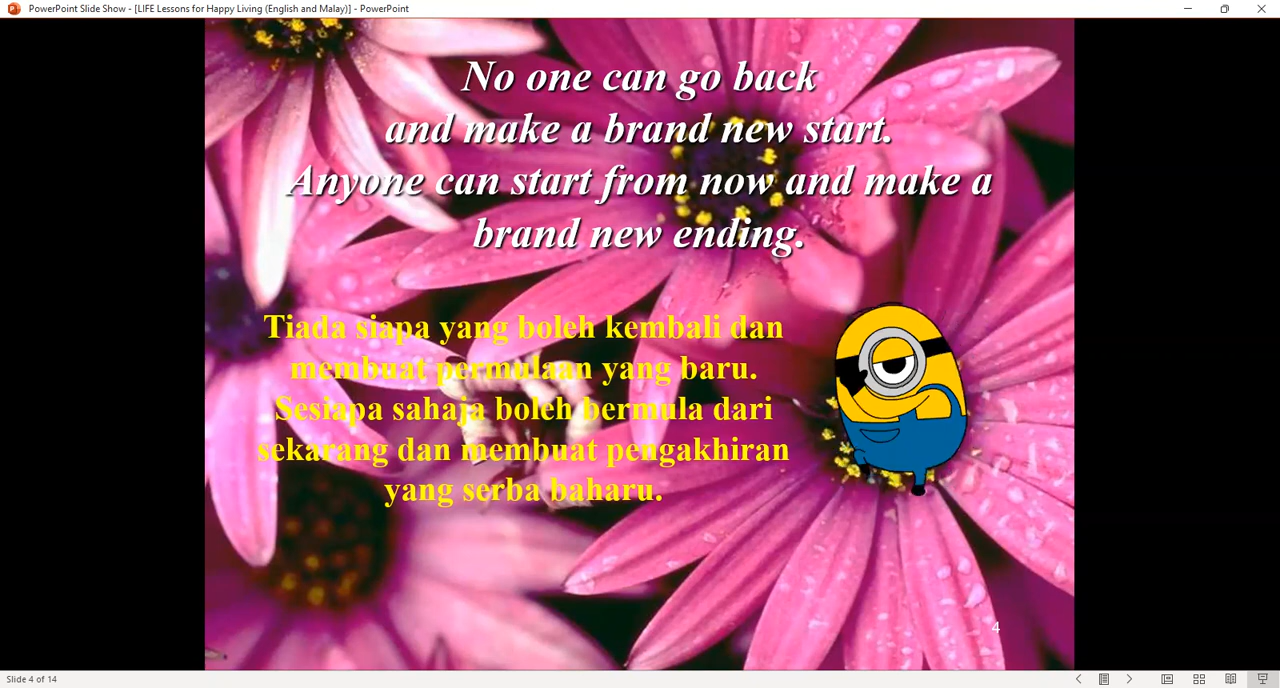 PowerPoint Slide Show - [LIFE Lessons for Happy Living (English and Malay)] - PowerPoint
No one can go back
and make a brand new start.
Anyone can start from now and make a
brand new ending.
Tiada siapa yang boleh kembali dan
membuat permulaan yang baru.
Sesiapa sahaja boleh bermula dari
sekarang dan membuat pengakhiran
yang serba baharu.
4
Slide 4 of 14